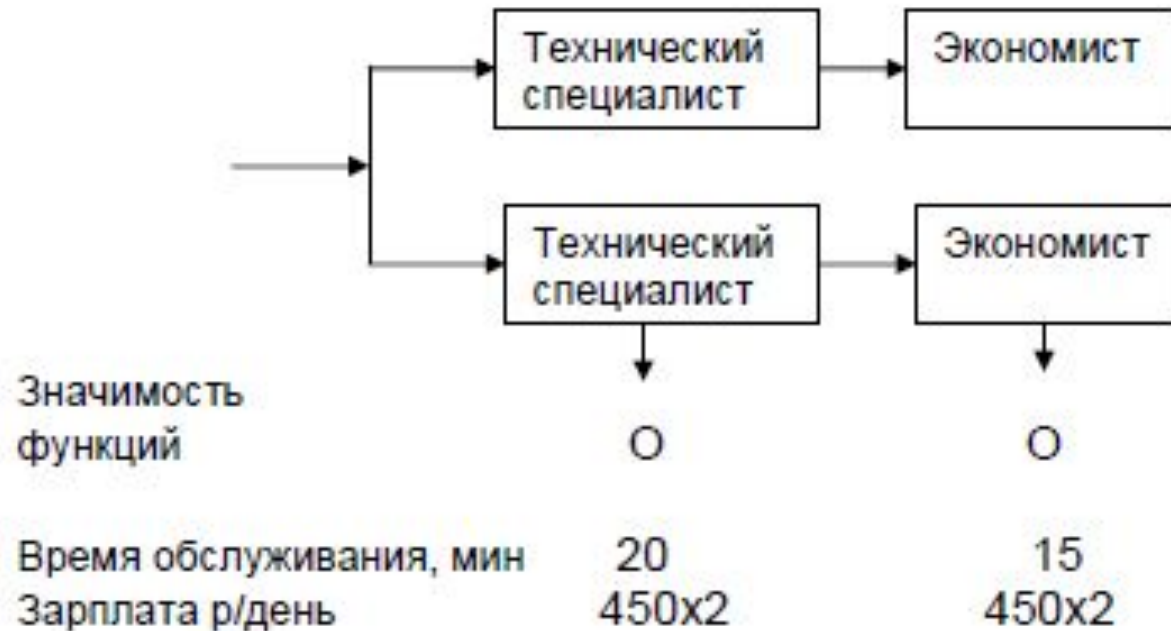 Технический
специалист
Экономист
Технический
специалист
Экономист
Значимость
функций
О О
Время обслуживания, мин 20 15
Зарплата р/день 450х2 450х2